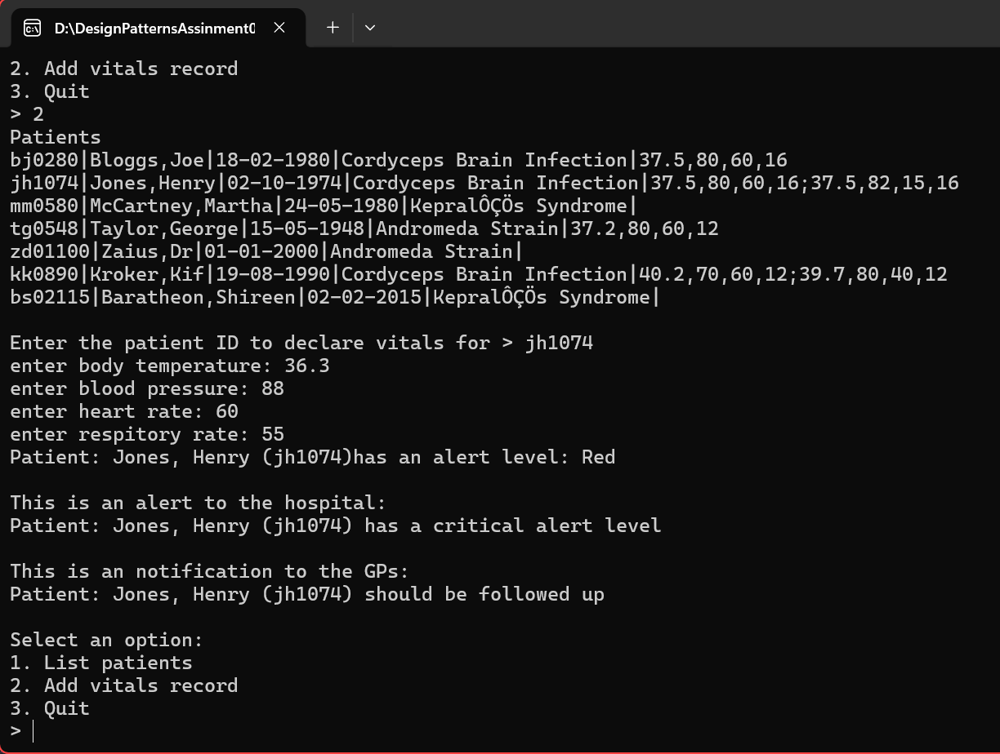 D:\DesignPatternsAssinment0
2. Add vitals record
3. Quit
> 2
Patients
bj0280|Bloggs,Joe|18-02-1980|Cordyceps Brain Infection|37.5,80,60,16
jh1074|Jones,Henry|02-10-1974|Cordyceps Brain Infection|37.5,80,60,16;37.5,82,15,16
mm0580|McCartney,Martha|24-05-1980|KepralÔÇÖs Syndrome|
tg0548|Taylor,George|15-05-1948|Andromeda Strain|37.2,80,60,12
zd01100|Zaius,Dr|01-01-2000|Andromeda Strain|
kk0890|Kroker,Kif|19-08-1990|Cordyceps Brain Infection|40.2,70,60,12;39.7,80,40,12
bs02115|Baratheon,Shireen|02-02-2015|KepralÔÇÖs Syndrome|
Enter the patient ID to declare vitals for > jh1074
enter body temperature: 36.3
enter blood pressure: 88
enter heart rate: 60
enter respitory rate: 55
Patient: Jones, Henry (jh1074)has an alert level: Red
This is an alert to the hospital:
Patient: Jones, Henry (jh1074) has a critical alert level
This is an notification to the GPs:
Patient: Jones, Henry (jh1074) should be followed up
Select an option:
1. List patients
2. Add vitals record
3. Quit
>